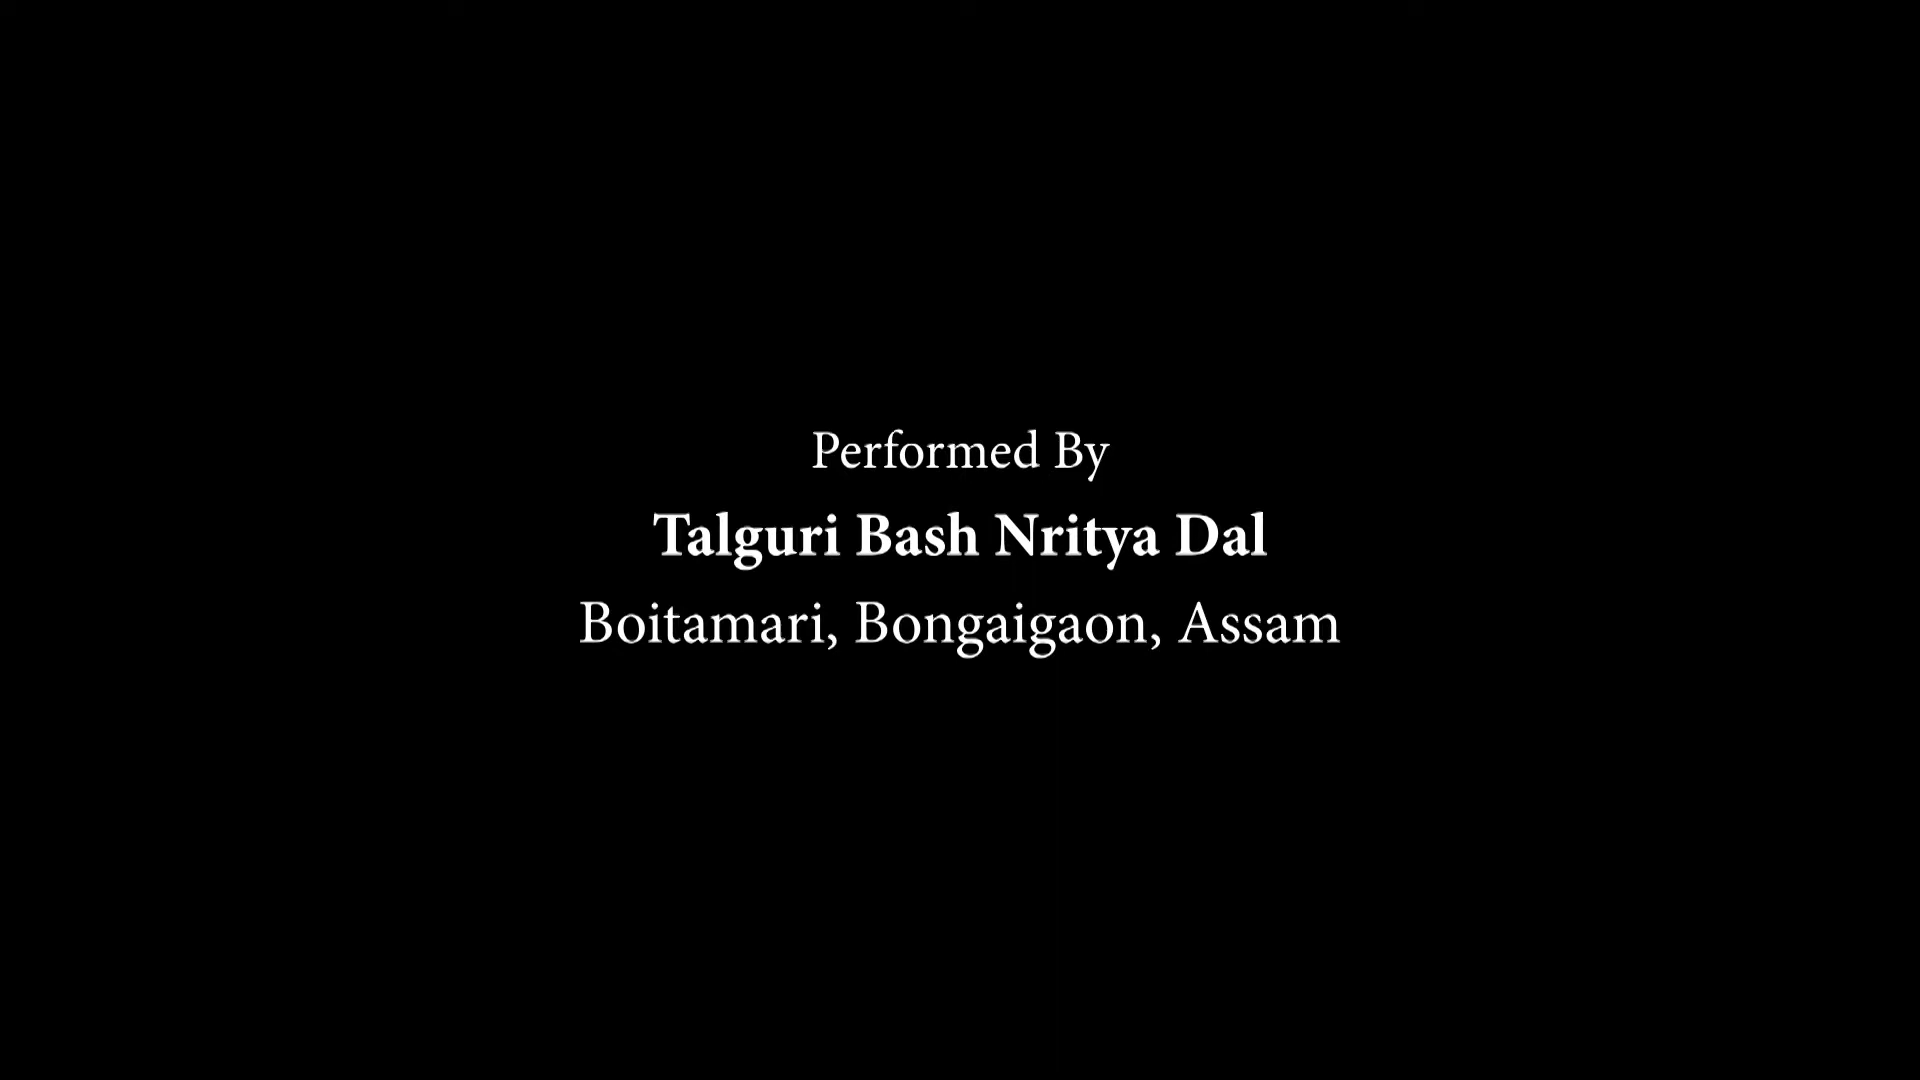 Performed By
Talguri Bash Nritya Dal
Boitamari, Bongaigaon, Assam